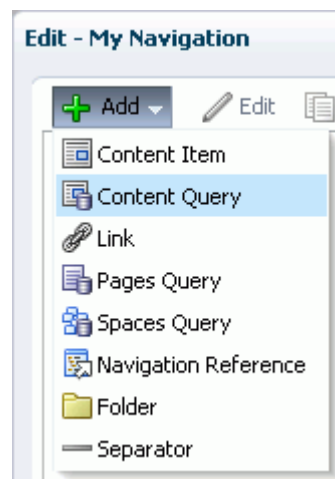 Edit - My Navigation
Add Edit
Content Item
Content Query
Link
Pages Query
Spaces Query
Navigation Reference
Folder
Separator